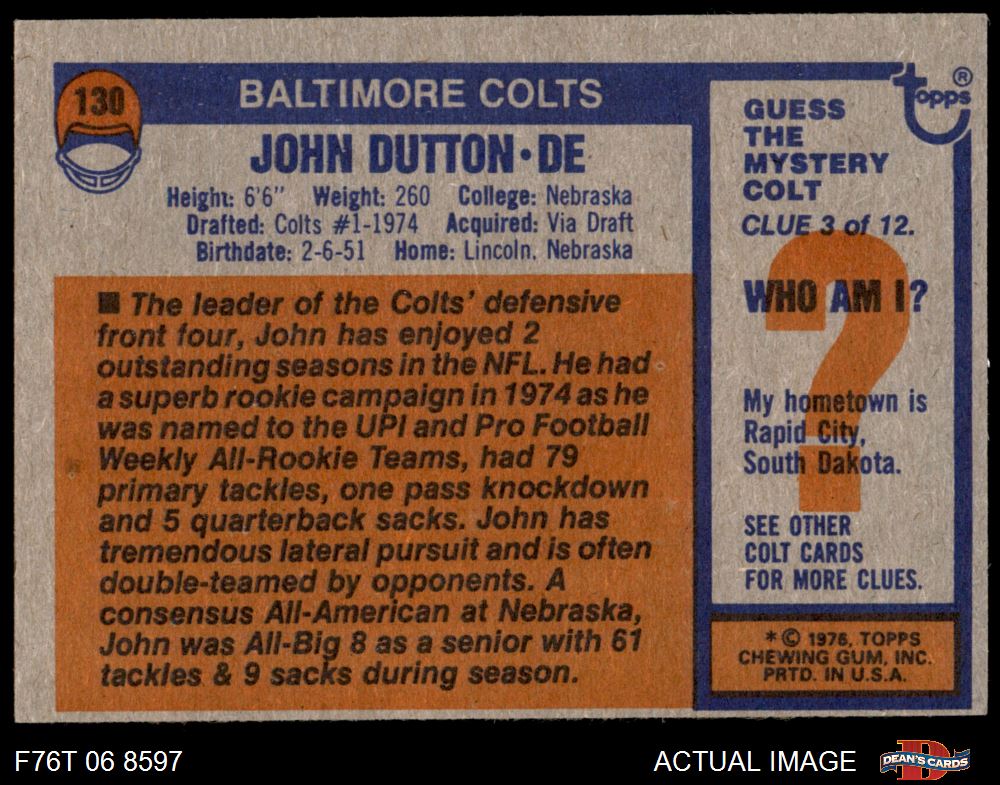 130
BALTIMORE COLTS
JOHN DUTTON • DE
Height: 6'6" Weight: 260 College: Nebraska
Drafted: Colts #1-1974 Acquired: Via Draft
Birthdate: 2-6-51 Home: Lincoln, Nebraska
■ The leader of the Colts' defensive
front four, John has enjoyed 2
outstanding seasons in the NFL. He had
a superb rookie campaign in 1974 as he
was named to the UPI and Pro Football
Weekly All-Rookie Teams, had 79
primary tackles, one pass knockdown
and 5 quarterback sacks. John has
tremendous lateral pursuit and is often
double-teamed by opponents. A
consensus All-American at Nebraska,
John was All-Big 8 as a senior with 61
tackles & 9 sacks during season.
topps ®
GUESS
THE
MYSTERY
COLT
CLUE 3 of 12.
WHO AM I?
?
My hometown is
Rapid City,
South Dakota.
SEE OTHER
COLT CARDS
FOR MORE CLUES.
* © 1976, TOPPS
CHEWING GUM, INC.
PRTD. IN U.S.A.
F76T 06 8597
ACTUAL IMAGE
D
DEAN'S CARDS